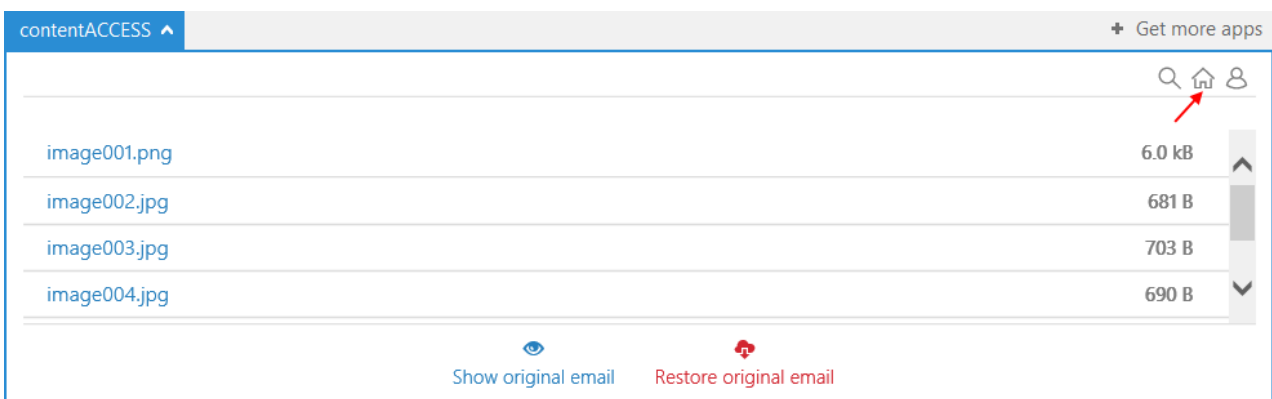 contentACCESS
Get more apps
image001.png 6.0 kB
image002.jpg 681 B
image003.jpg 703 B
image004.jpg 690 B
Show original email Restore original email